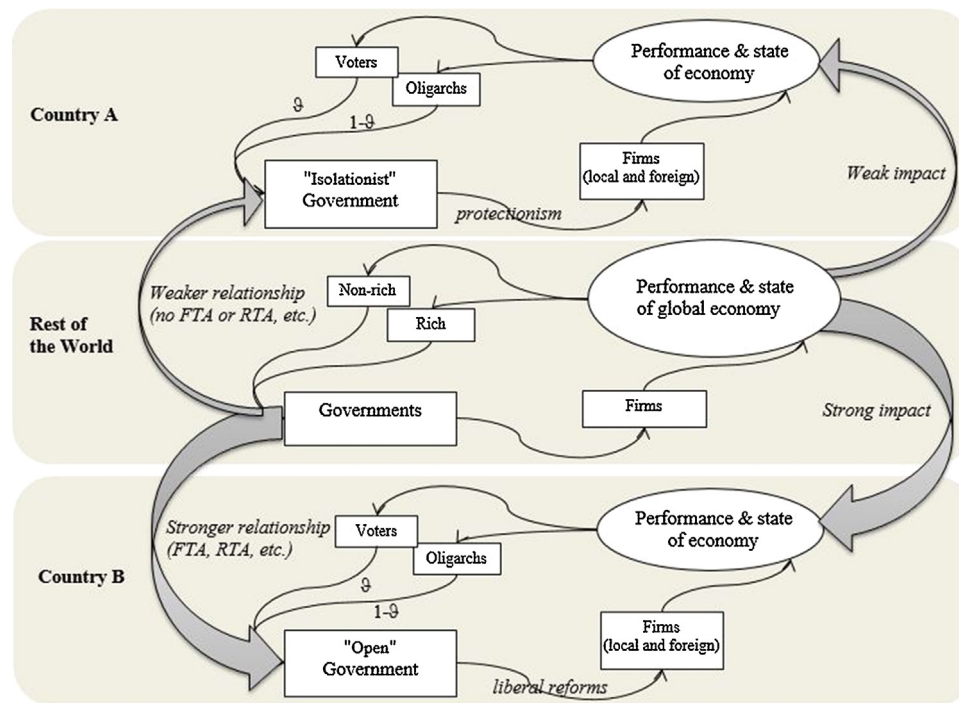 Country A
Voters
Oligarchs
Performance & state
of economy
ϑ
1-ϑ
"Isolationist"
Government
protectionism
Firms
(local and foreign)
Weak impact
Rest of
the World
Weaker relationship
(no FTA or RTA, etc.)
Non-rich
Rich
Performance & state
of global economy
Governments
Firms
Strong impact
Country B
Stronger relationship
(FTA, RTA, etc.)
Voters
Oligarchs
Performance & state
of economy
ϑ
1-ϑ
"Open"
Government
liberal reforms
Firms
(local and foreign)